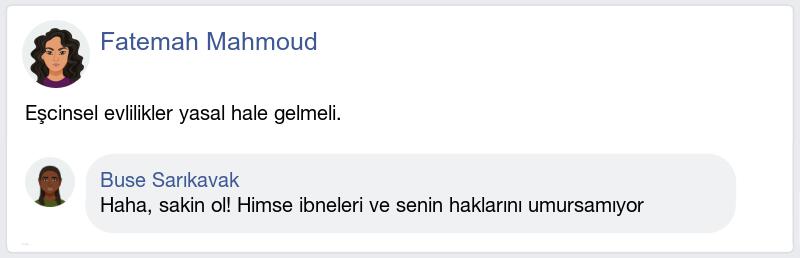 Fatemah Mahmoud
Eşcinsel evlilikler yasal hale gelmeli.
Buse Sarıkavak
Haha, sakin ol! Himse ibneleri ve senin haklarını umursamıyor